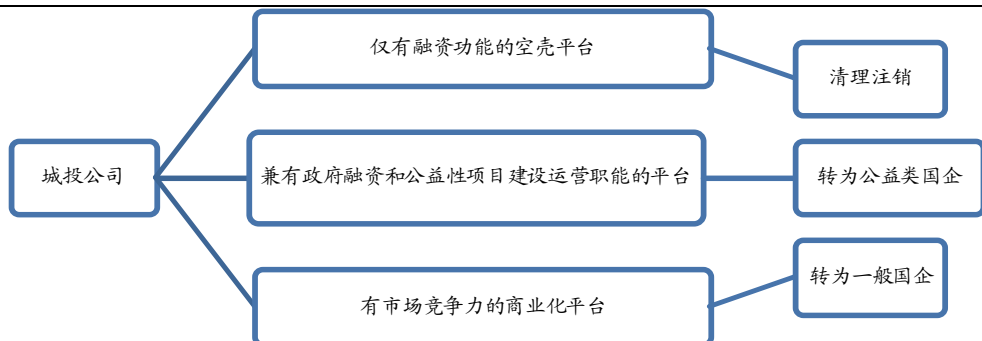 仅有融资功能的空壳平台
清理注销
城投公司
兼有政府融资和公益性项目建设运营职能的平台
转为公益类国企
有市场竞争力的商业化平台
转为一般国企